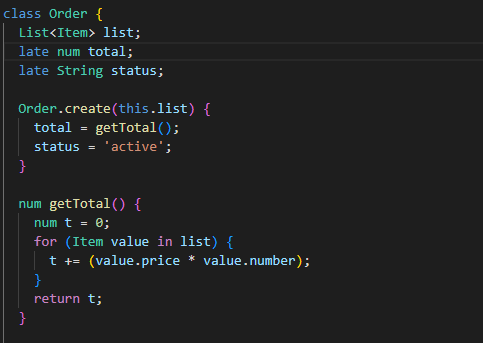 class Order {
  List<Item> list;
  late num total;
  late String status;

  Order.create(this.list) {
    total = getTotal();
    status = 'active';
  }

  num getTotal() {
    num t = 0;
    for (Item value in list) {
      t += (value.price * value.number);
    }
    return t;
  }